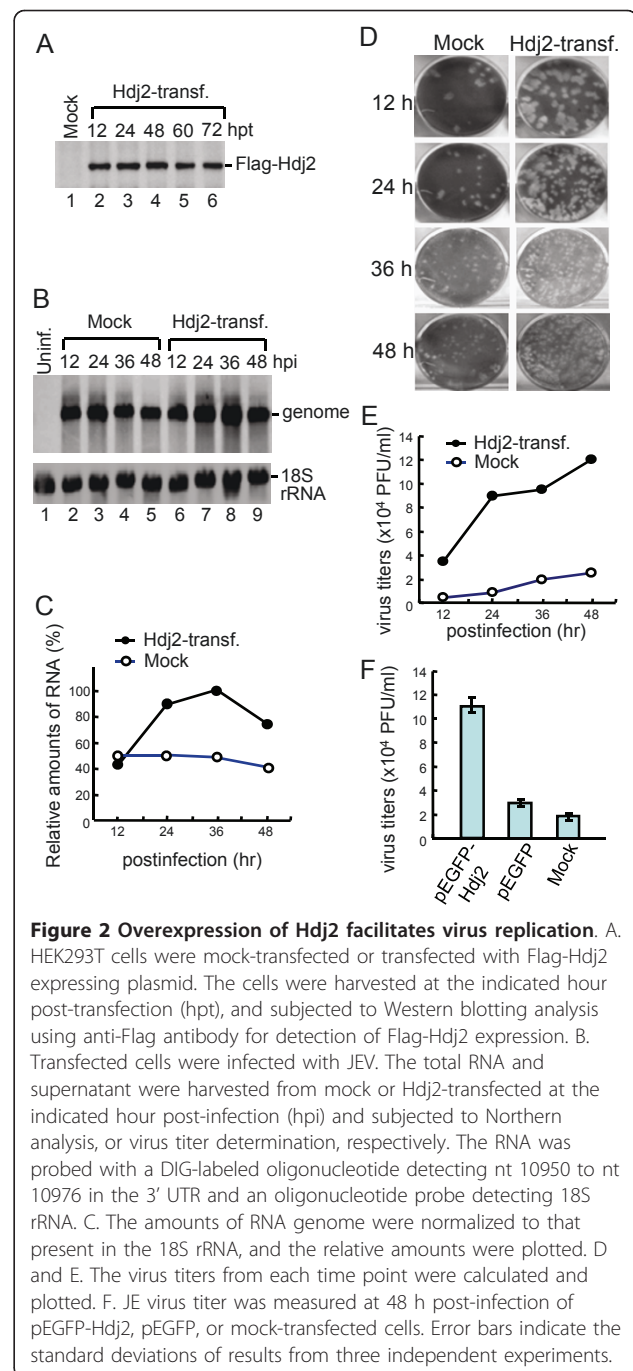 A
Mock
Hdj2-transf.
12 24 48 60 72 hpt
Flag-Hdj2
1 2 3 4 5 6
B
Uninf.
Mock
Hdj2-transf.
12 24 36 48 12 24 36 48 hpi
genome
18S
rRNA
1 2 3 4 5 6 7 8 9
C
Relative amounts of RNA (%)
Hdj2-transf.
Mock
100
80
60
40
20
0
12 24 36 48
postinfection (hr)
D
Mock Hdj2-transf.
12 h
24 h
36 h
48 h
E
virus titers (x10⁴ PFU/ml)
14
12
10
8
6
4
2
0
Hdj2-transf.
Mock
12 24 36 48
postinfection (hr)
F
virus titers (x10⁴ PFU/ml)
14
12
10
8
6
4
2
0
pEGFP-
Hdj2
pEGFP
Mock
Figure 2 Overexpression of Hdj2 facilitates virus replication. A.
HEK293T cells were mock-transfected or transfected with Flag-Hdj2
expressing plasmid. The cells were harvested at the indicated hour
post-transfection (hpt), and subjected to Western blotting analysis
using anti-Flag antibody for detection of Flag-Hdj2 expression. B.
Transfected cells were infected with JEV. The total RNA and
supernatant were harvested from mock or Hdj2-transfected at the
indicated hour post-infection (hpi) and subjected to Northern
analysis, or virus titer determination, respectively. The RNA was
probed with a DIG-labeled oligonucleotide detecting nt 10950 to nt
10976 in the 3' UTR and an oligonucleotide probe detecting 18S
rRNA. C. The amounts of RNA genome were normalized to that
present in the 18S rRNA, and the relative amounts were plotted. D
and E. The virus titers from each time point were calculated and
plotted. F. JE virus titer was measured at 48 h post-infection of
pEGFP-Hdj2, pEGFP, or mock-transfected cells. Error bars indicate the
standard deviations of results from three independent experiments.